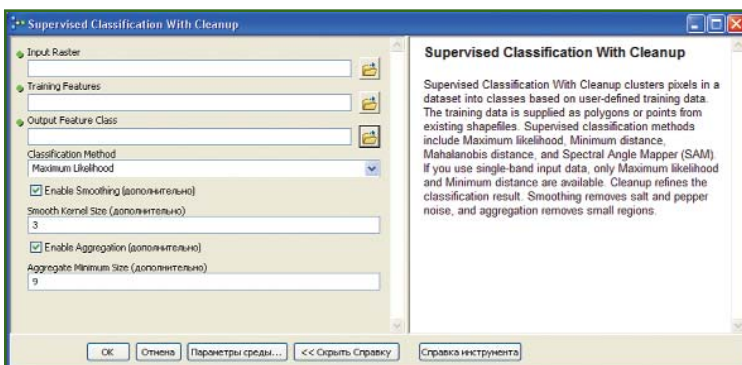 Supervised Classification With Cleanup
Input Raster
Training Features
Output Feature Class
Classification Method
Maximum Likelihood
Enable Smoothing (дополнительно)
Smooth Kernel Size (дополнительно)
3
Enable Aggregation (дополнительно)
Aggregate Minimum Size (дополнительно)
9
OK
Отмена
Параметры среды...
<< Скрыть Справку
Supervised Classification With Cleanup
Supervised Classification With Cleanup clusters pixels in a
dataset into classes based on user-defined training data.
The training data is supplied as polygons or points from
existing shapefiles. Supervised classification methods
include Maximum likelihood, Minimum distance,
Mahalanobis distance, and Spectral Angle Mapper (SAM).
If you use single-band input data, only Maximum likelihood
and Minimum distance are available. Cleanup refines the
classification result. Smoothing removes salt and pepper
noise, and aggregation removes small regions.
Справка инструмента